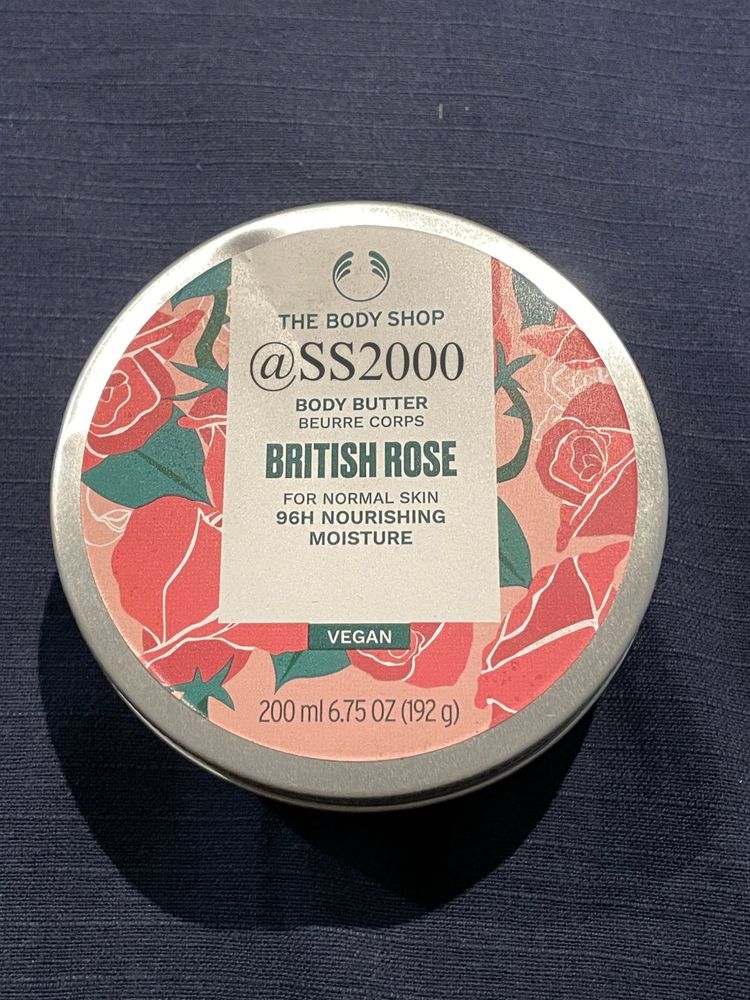 THE BODY SHOP
@SS2000
BODY BUTTER
BEURRE CORPS
BRITISH ROSE
FOR NORMAL SKIN
96H NOURISHING
MOISTURE
VEGAN
200 ml 6.75 OZ (192 g)